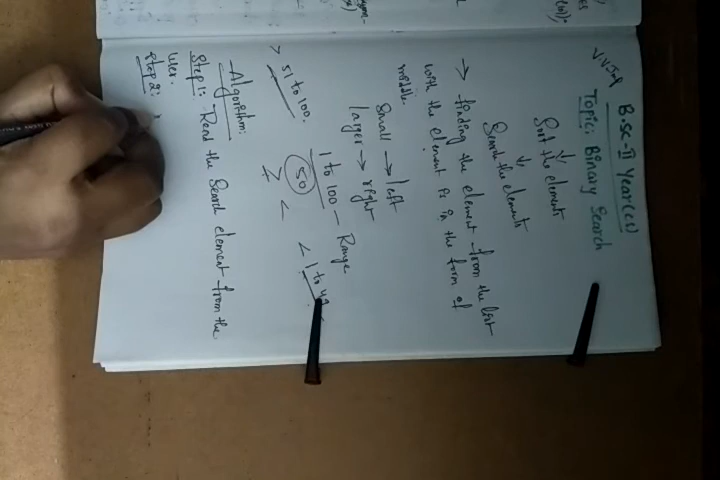 B.Sc-II Year(CS)
Topic: Binary Search
Sort the elements
↓
Search the elements
→ finding the element from the list
with the element is in the form of
middle.
Small → left
larger → right
1 to 100 - Range
50
> <
> 51 to 100.
< 1 to 49
Algorithm:
Step 1: Read the Search element from the
User.
Step 2: